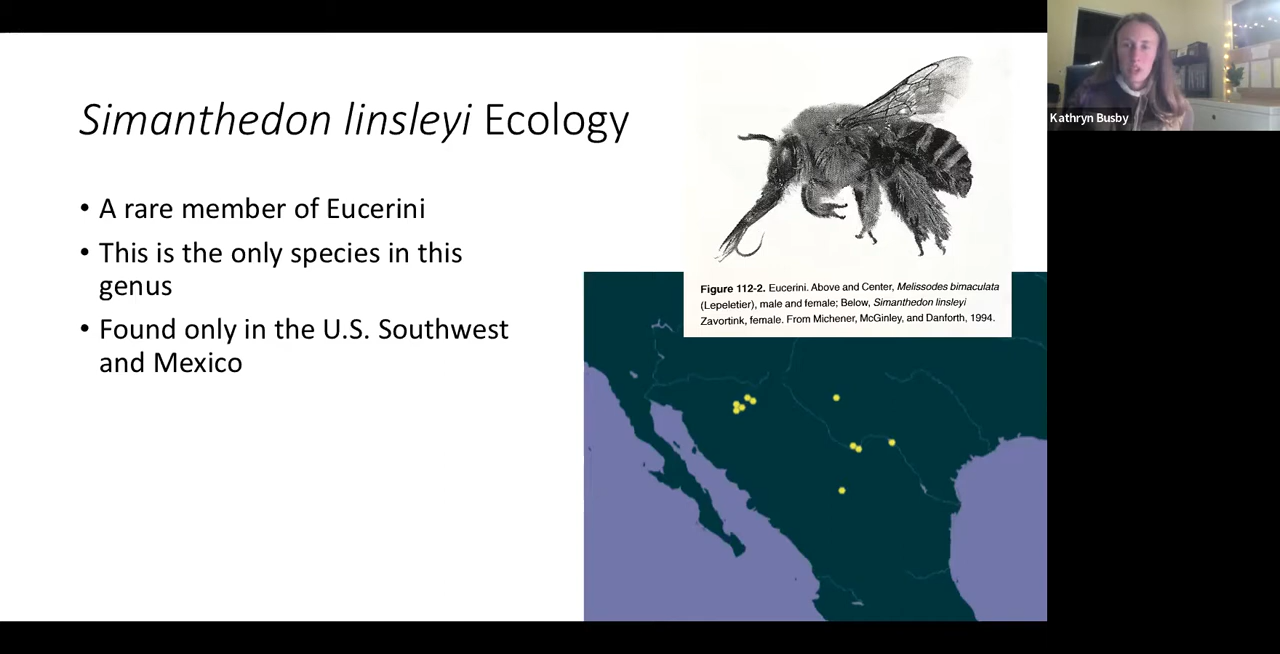 Simanthedon linsleyi Ecology
• A rare member of Eucerini
• This is the only species in this
genus
• Found only in the U.S. Southwest
and Mexico
Figure 112-2. Eucerini. Above and Center, Melissodes bimaculata
(Lepeletier), male and female; Below, Simanthedon linsleyi
Zavortink, female. From Michener, McGinley, and Danforth, 1994.
Kathryn Busby